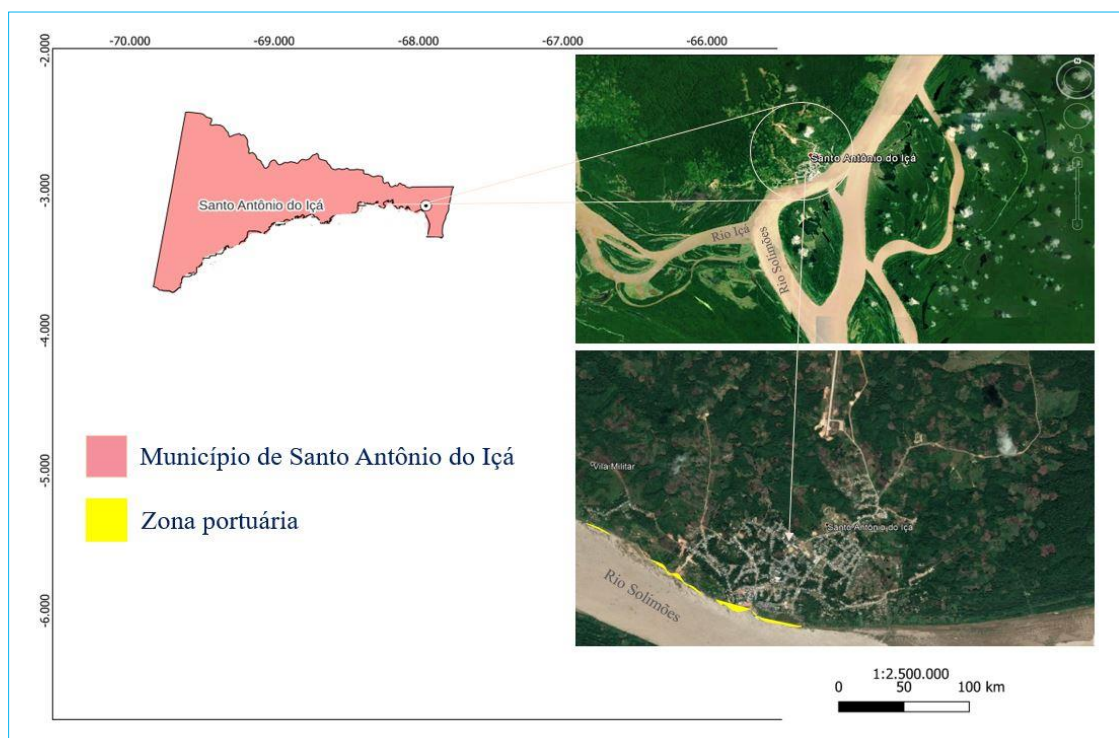 -70.000 -69.000 -68.000 -67.000 -66.000
-2.000
-3.000
-4.000
-5.000
-6.000
Santo Antônio do Içá
Santo Antônio do Içá
Rio Içá
Rio Solimões
Município de Santo Antônio do Içá
Zona portuária
Vila Militar
Santo Antônio do Içá
Rio Solimões
1:2.500.000
0 50 100 km